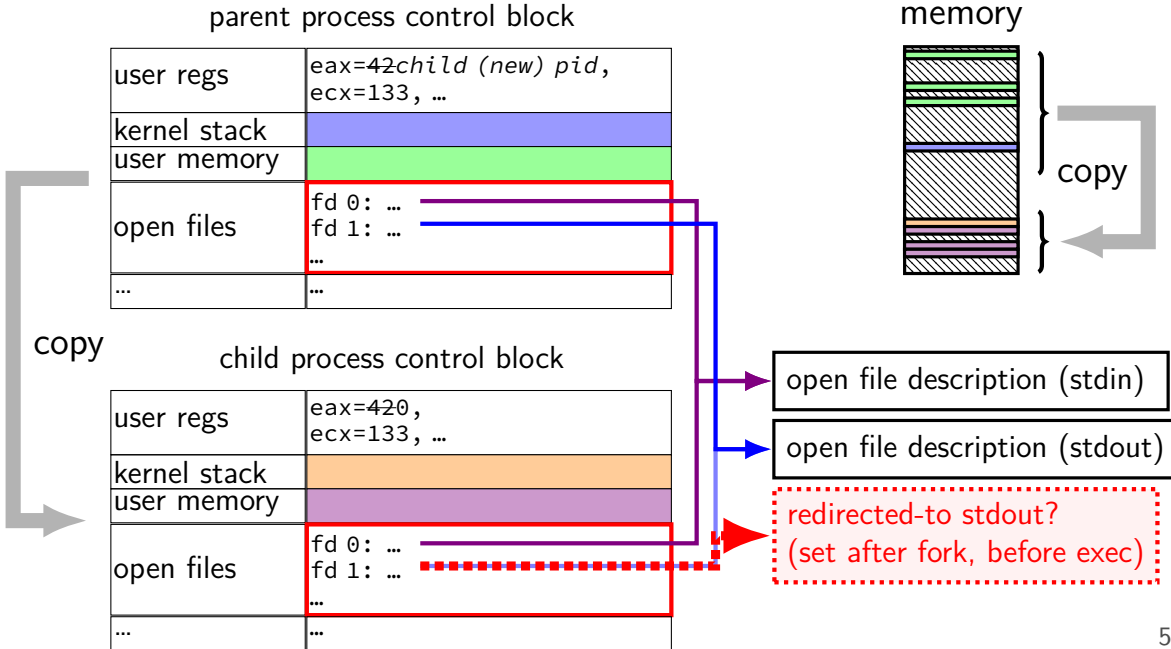 parent process control block
memory
user regs
eax=42child (new) pid,
ecx=133, …
kernel stack
user memory
open files
fd 0: …
fd 1: …
…
…
…
copy
copy
child process control block
user regs
eax=420,
ecx=133, …
kernel stack
user memory
open files
fd 0: …
fd 1: …
…
…
…
open file description (stdin)
open file description (stdout)
redirected-to stdout?
(set after fork, before exec)
5